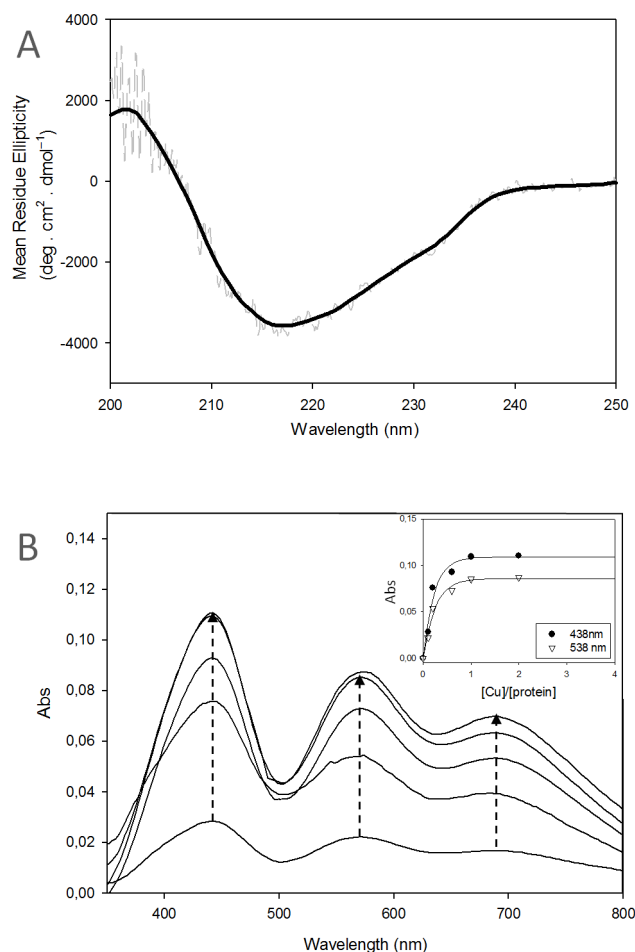 A
4000
2000
0
-2000
-4000
Mean Residue Ellipticity
(deg . cm² . dmol⁻¹)
200 210 220 230 240 250
Wavelength (nm)
B
0,14
0,12
0,10
0,08
0,06
0,04
0,02
0,00
Abs
400 500 600 700 800
Wavelength (nm)
0,15
0,10
0,05
0,00
Abs
0 1 2 3 4
[Cu]/[protein]
438nm
538 nm